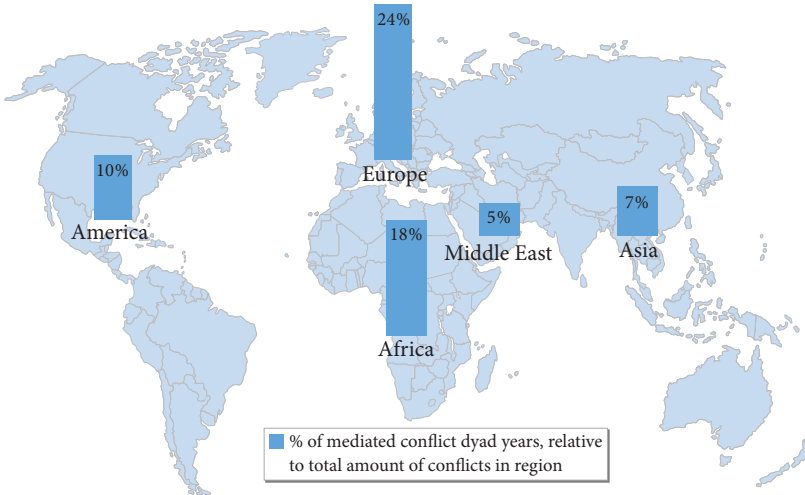 24%
Europe
10%
America
18%
Africa
5%
Middle East
7%
Asia
% of mediated conflict dyad years, relative
to total amount of conflicts in region